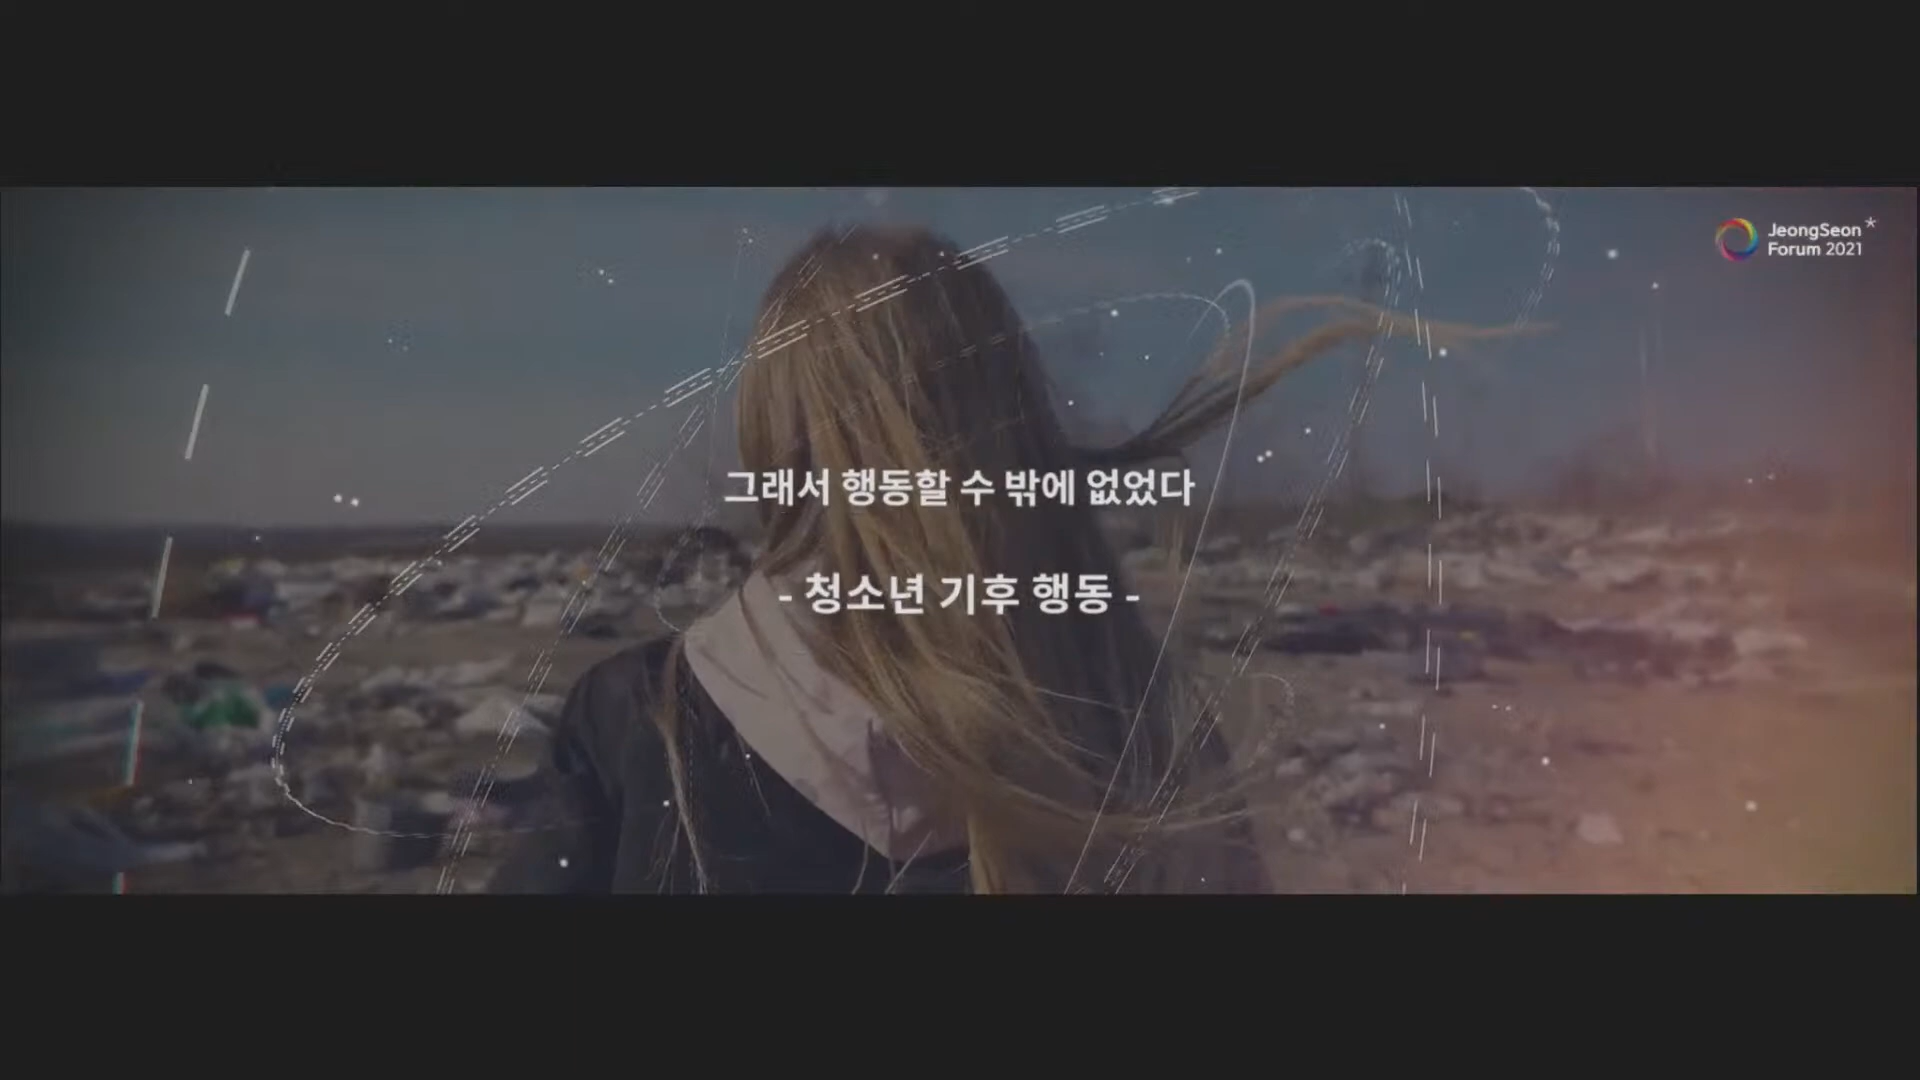 JeongSeon*
Forum 2021
그래서 행동할 수 밖에 없었다
- 청소년 기후 행동 -